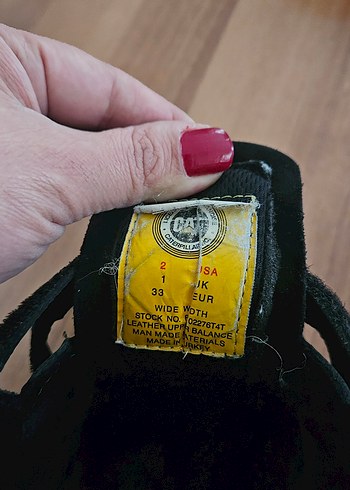 CAT
CATERPILLAR
2 USA
1 UK
33 EUR
WIDE WIDTH
STOCK NO.
LEATHER UPPER BALANCE
MAN MADE MATERIALS
MADE IN TURKEY